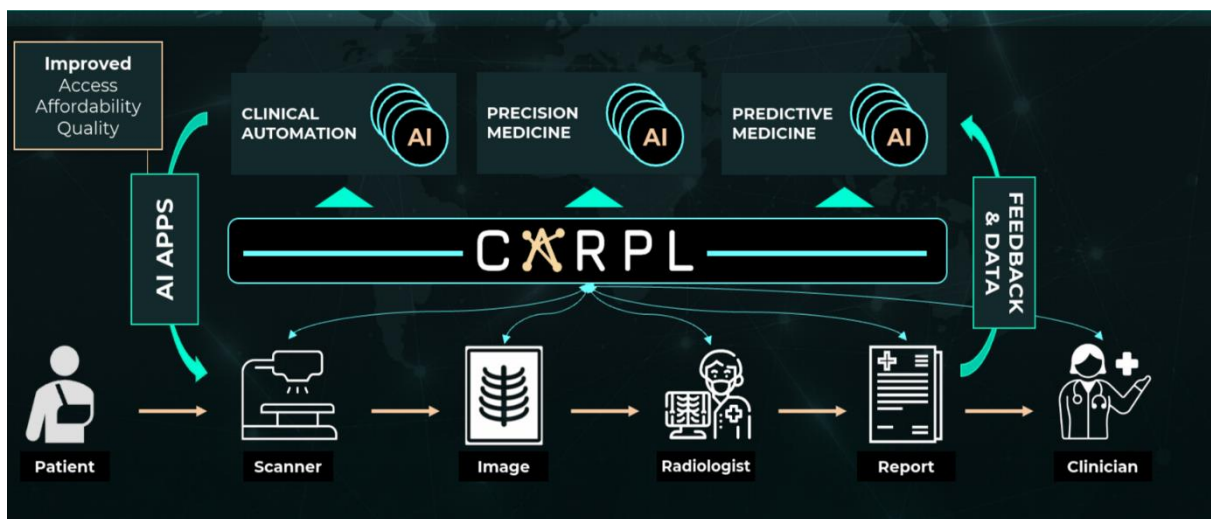 Improved
Access
Affordability
Quality
CLINICAL
AUTOMATION
AI
PRECISION
MEDICINE
AI
PREDICTIVE
MEDICINE
AI
AI APPS
CARPL
FEEDBACK
& DATA
Patient
Scanner
Image
Radiologist
Report
Clinician